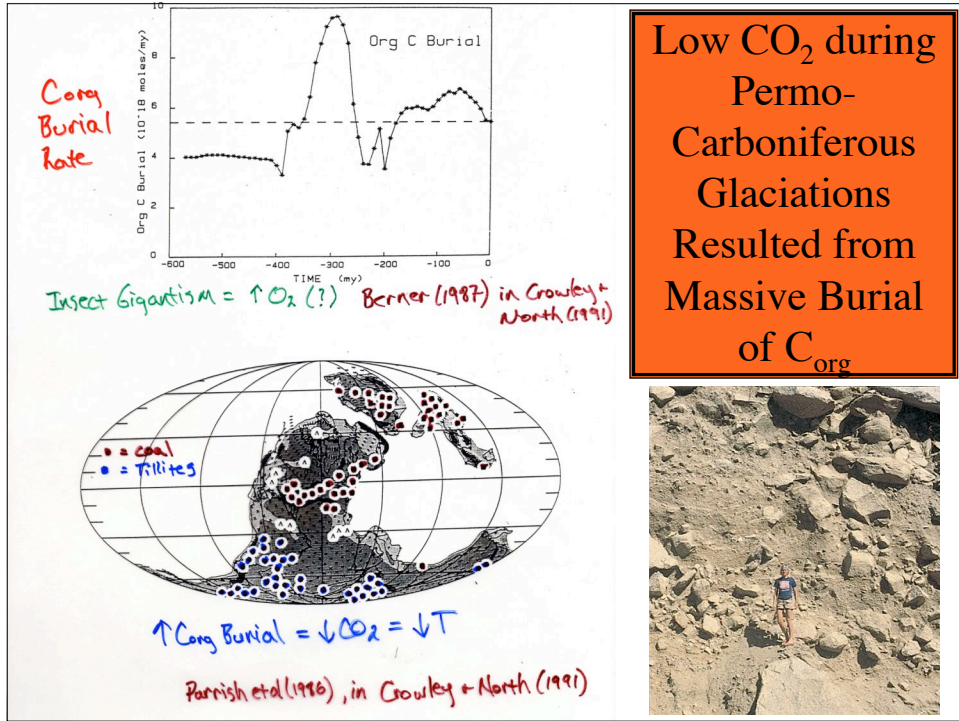 Low CO₂ during
Permo-
Carboniferous
Glaciations
Resulted from
Massive Burial
of C_org
Corg
Burial
Rate
Org C Burial
Org C Burial (10^18 moles/my)
10
8
6
4
2
0
-600
-500
-400
-300
-200
-100
0
TIME (my)
Insect Gigantism = ↑ O₂ (?)
Berner (1987) in Crowley +
North (1991)
• = coal
• = Tillites
↑ Corg Burial = ↓ CO₂ = ↓ T
Parrish et al (1986), in Crowley + North (1991)